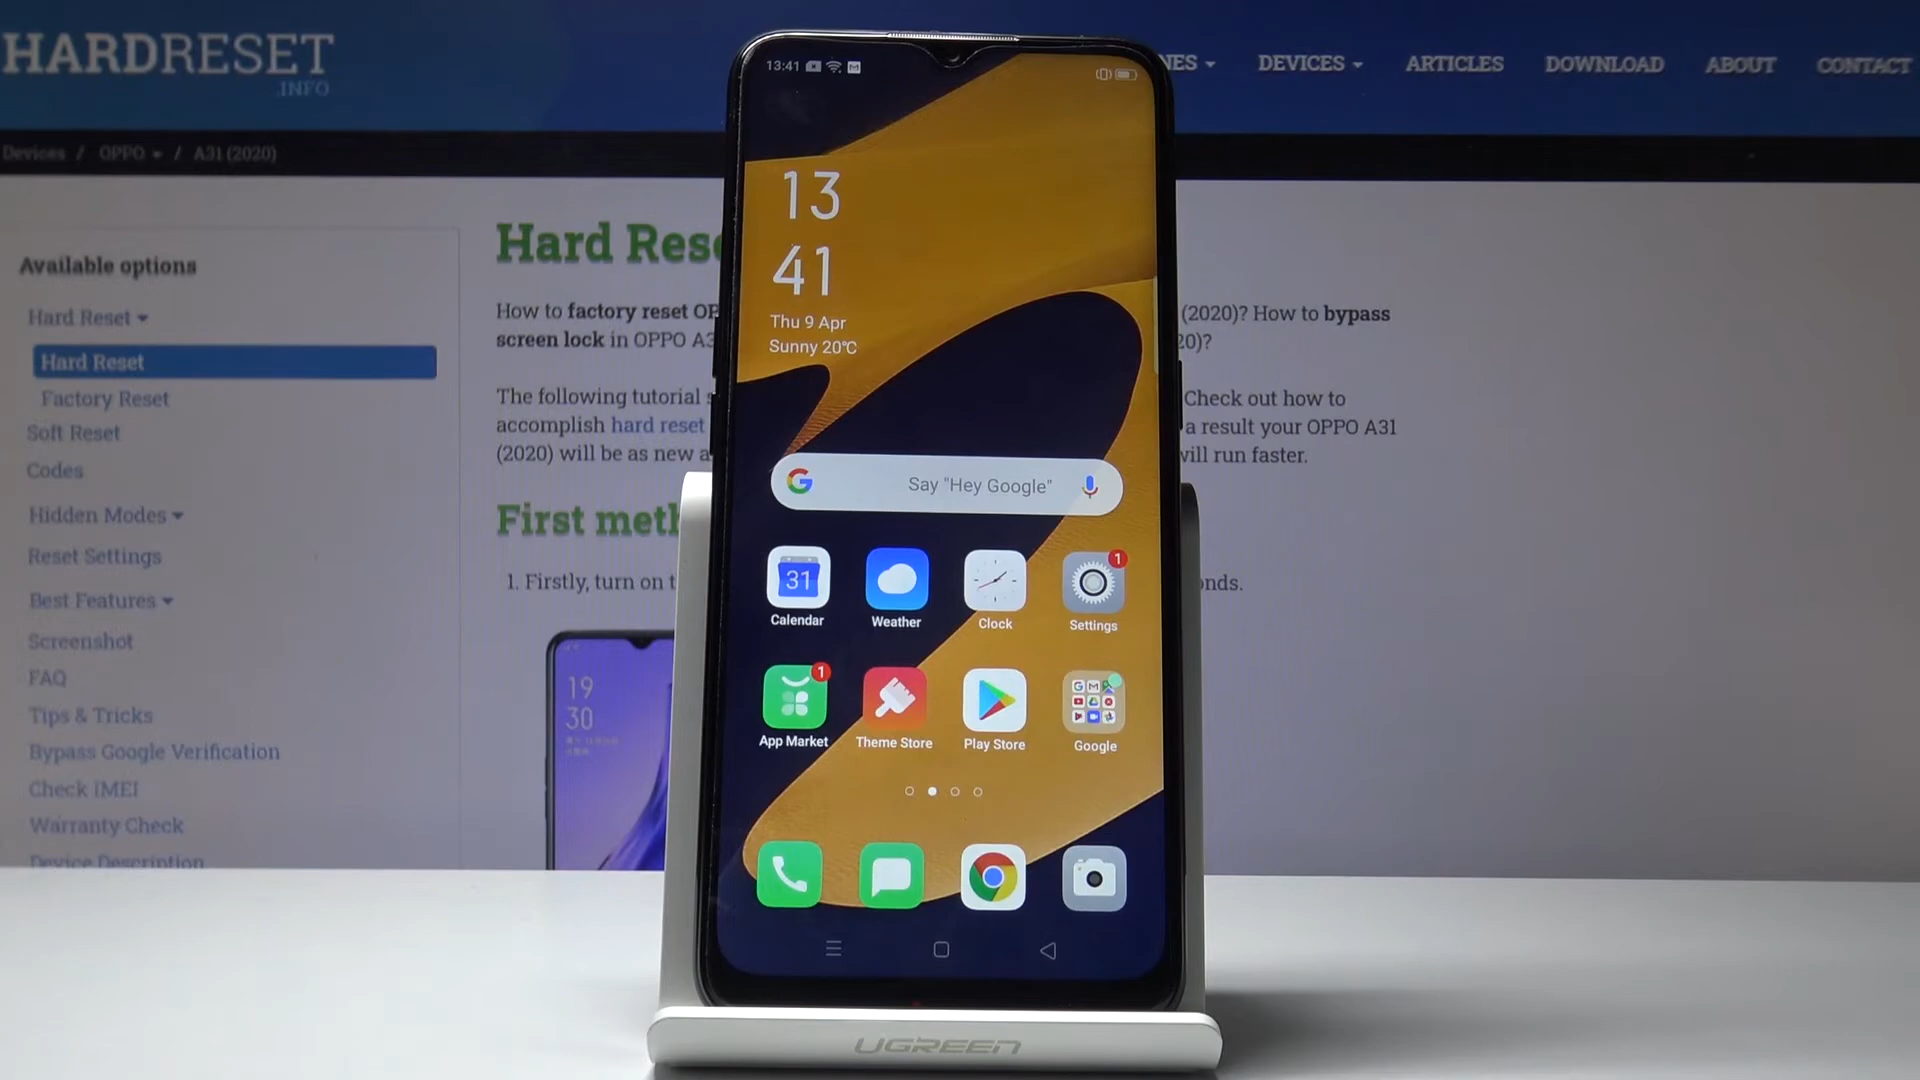 HARDRESET
.INFO
NES
DEVICES
ARTICLES
DOWNLOAD
ABOUT
CONTACT
Devices / OPPO / A31 (2020)
Available options
Hard Reset
Hard Reset
Factory Reset
Soft Reset
Codes
Hidden Modes
Reset Settings
Best Features
Screenshot
FAQ
Tips & Tricks
Bypass Google Verification
Check IMEI
Warranty Check
Device Description
Hard Rese
How to factory reset OP (2020)? How to bypass
screen lock in OPPO A3 20)?
The following tutorial s Check out how to
accomplish hard reset a result your OPPO A31
(2020) will be as new a will run faster.
First meth
1. Firstly, turn on t onds.
19
30
13:41
13
41
Thu 9 Apr
Sunny 20°C
Say "Hey Google"
31
1
Calendar
Weather
Clock
Settings
1
App Market
Theme Store
Play Store
Google
UGREEN